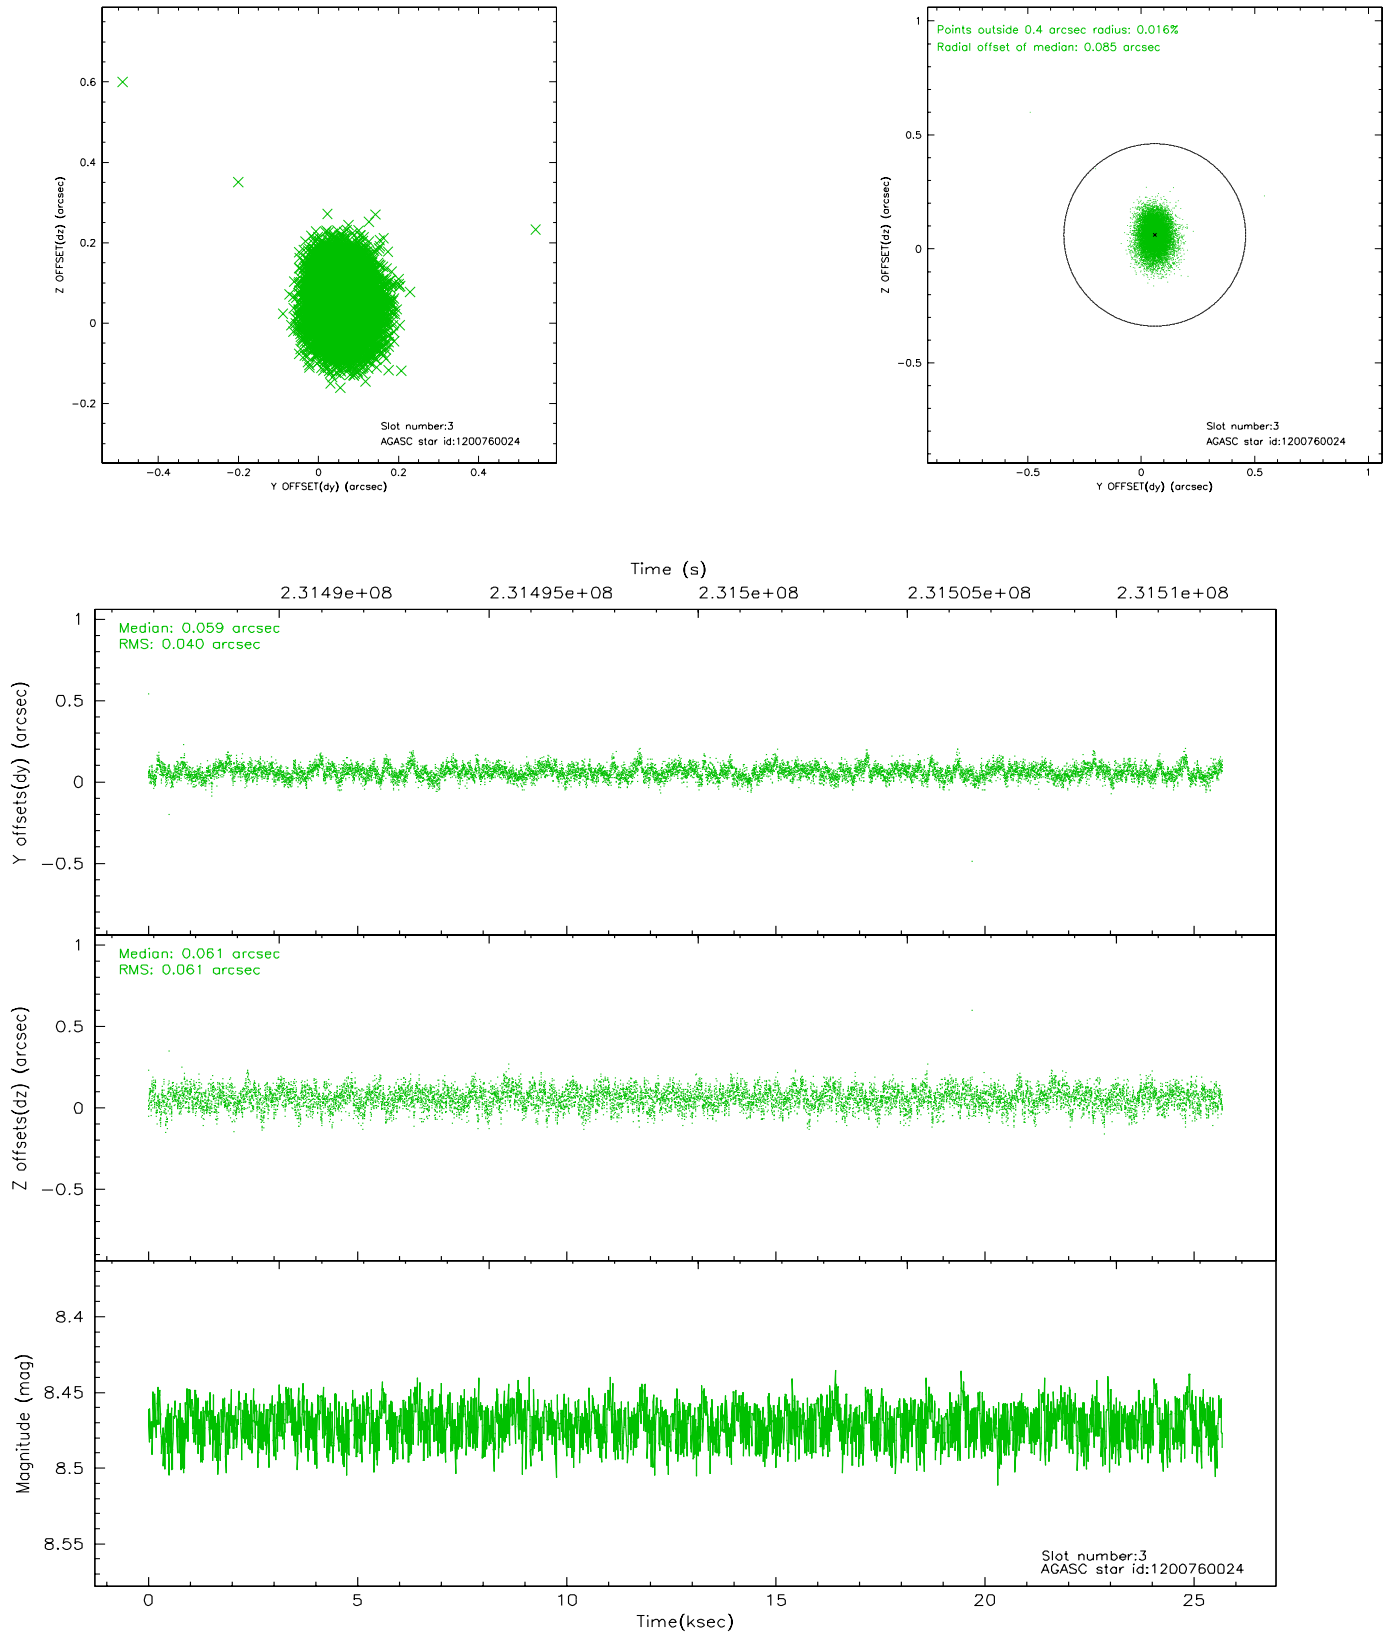 0.6
0.4
0.2
0
−0.2
Z OFFSET(dz) (arcsec)
Slot number:3
AGASC star id:1200760024
−0.4 −0.2 0 0.2 0.4
Y OFFSET(dy) (arcsec)
Points outside 0.4 arcsec radius: 0.016%
Radial offset of median: 0.085 arcsec
1
0.5
0
−0.5
Z OFFSET(dz) (arcsec)
Slot number:3
AGASC star id:1200760024
−0.5 0 0.5 1
Y OFFSET(dy) (arcsec)
Time (s)
2.3149e+08 2.31495e+08 2.315e+08 2.31505e+08 2.3151e+08
Median: 0.059 arcsec
RMS: 0.040 arcsec
1
0.5
0
−0.5
Y offsets(dy) (arcsec)
Median: 0.061 arcsec
RMS: 0.061 arcsec
1
0.5
0
−0.5
Z offsets(dz) (arcsec)
8.4
8.45
8.5
8.55
Magnitude (mag)
Slot number:3
AGASC star id:1200760024
0 5 10 15 20 25
Time(ksec)